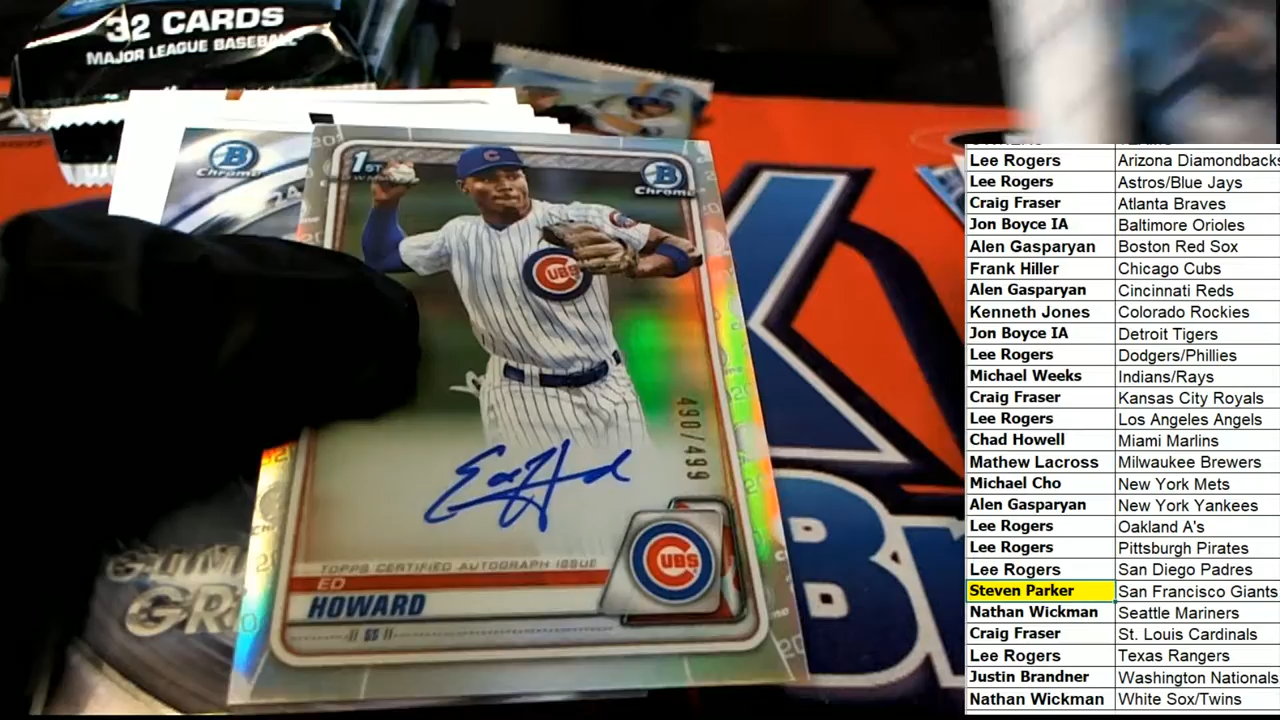 32 CARDS
MAJOR LEAGUE BASEBALL
B
Chrome
1ST
B
Chrome
C
CUBS
490/499
TOPPS CERTIFIED AUTOGRAPH ISSUE
ED
HOWARD
SS
CUBS
Lee Rogers Arizona Diamondbacks
Lee Rogers Astros/Blue Jays
Craig Fraser Atlanta Braves
Jon Boyce IA Baltimore Orioles
Alen Gasparyan Boston Red Sox
Frank Hiller Chicago Cubs
Alen Gasparyan Cincinnati Reds
Kenneth Jones Colorado Rockies
Jon Boyce IA Detroit Tigers
Lee Rogers Dodgers/Phillies
Michael Weeks Indians/Rays
Craig Fraser Kansas City Royals
Lee Rogers Los Angeles Angels
Chad Howell Miami Marlins
Mathew Lacross Milwaukee Brewers
Michael Cho New York Mets
Alen Gasparyan New York Yankees
Lee Rogers Oakland A's
Lee Rogers Pittsburgh Pirates
Lee Rogers San Diego Padres
Steven Parker San Francisco Giants
Nathan Wickman Seattle Mariners
Craig Fraser St. Louis Cardinals
Lee Rogers Texas Rangers
Justin Brandner Washington Nationals
Nathan Wickman White Sox/Twins